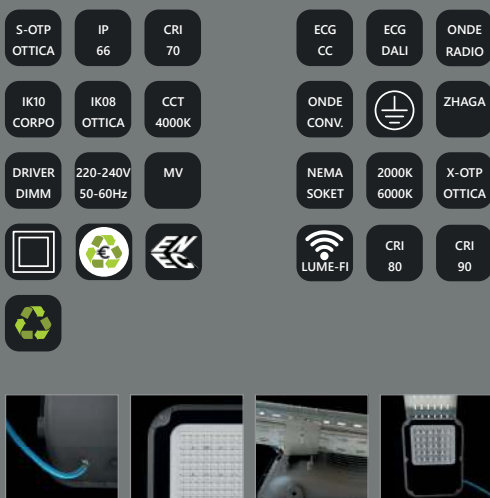 S-OTP
OTTICA
IP
66
CRI
70
ECG
CC
ECG
DALI
ONDE
RADIO
IK10
CORPO
IK08
OTTICA
CCT
4000K
ONDE
CONV.
ZHAGA
DRIVER
DIMM
220-240V
50-60Hz
MV
NEMA
SOKET
2000K
6000K
X-OTP
OTTICA
€
ENEC
LUME-FI
CRI
80
CRI
90